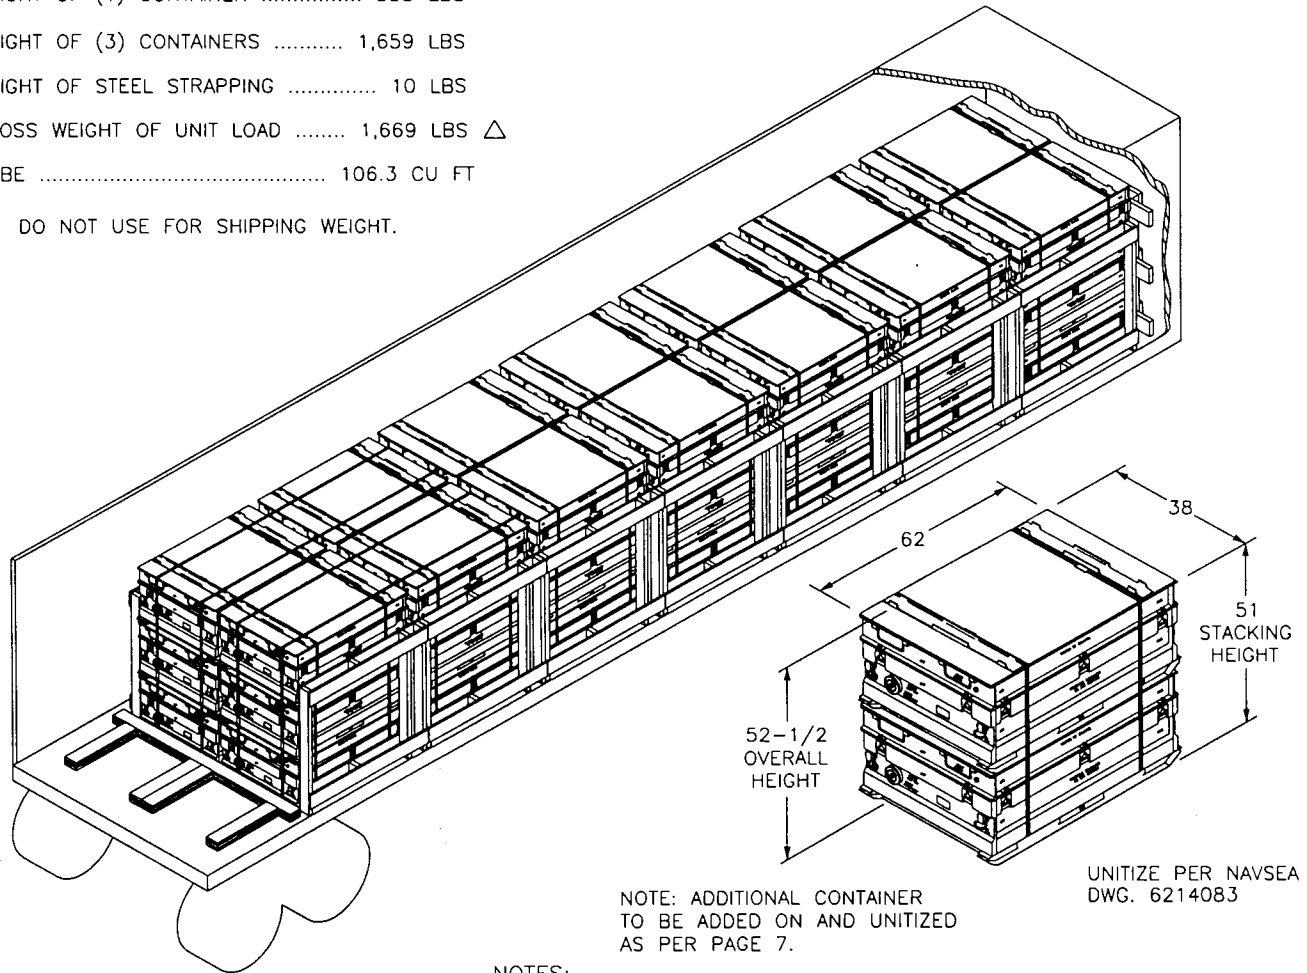 IGHT OF (3) CONTAINERS ........... 1,659 LBS
IGHT OF STEEL STRAPPING .............. 10 LBS
OSS WEIGHT OF UNIT LOAD ........ 1,669 LBS △
BE ............................................. 106.3 CU FT
DO NOT USE FOR SHIPPING WEIGHT.
62
38
51
STACKING
HEIGHT
52-1/2
OVERALL
HEIGHT
UNITIZE PER NAVSEA
DWG. 6214083
NOTE: ADDITIONAL CONTAINER
TO BE ADDED ON AND UNITIZED
AS PER PAGE 7.
NOTES: